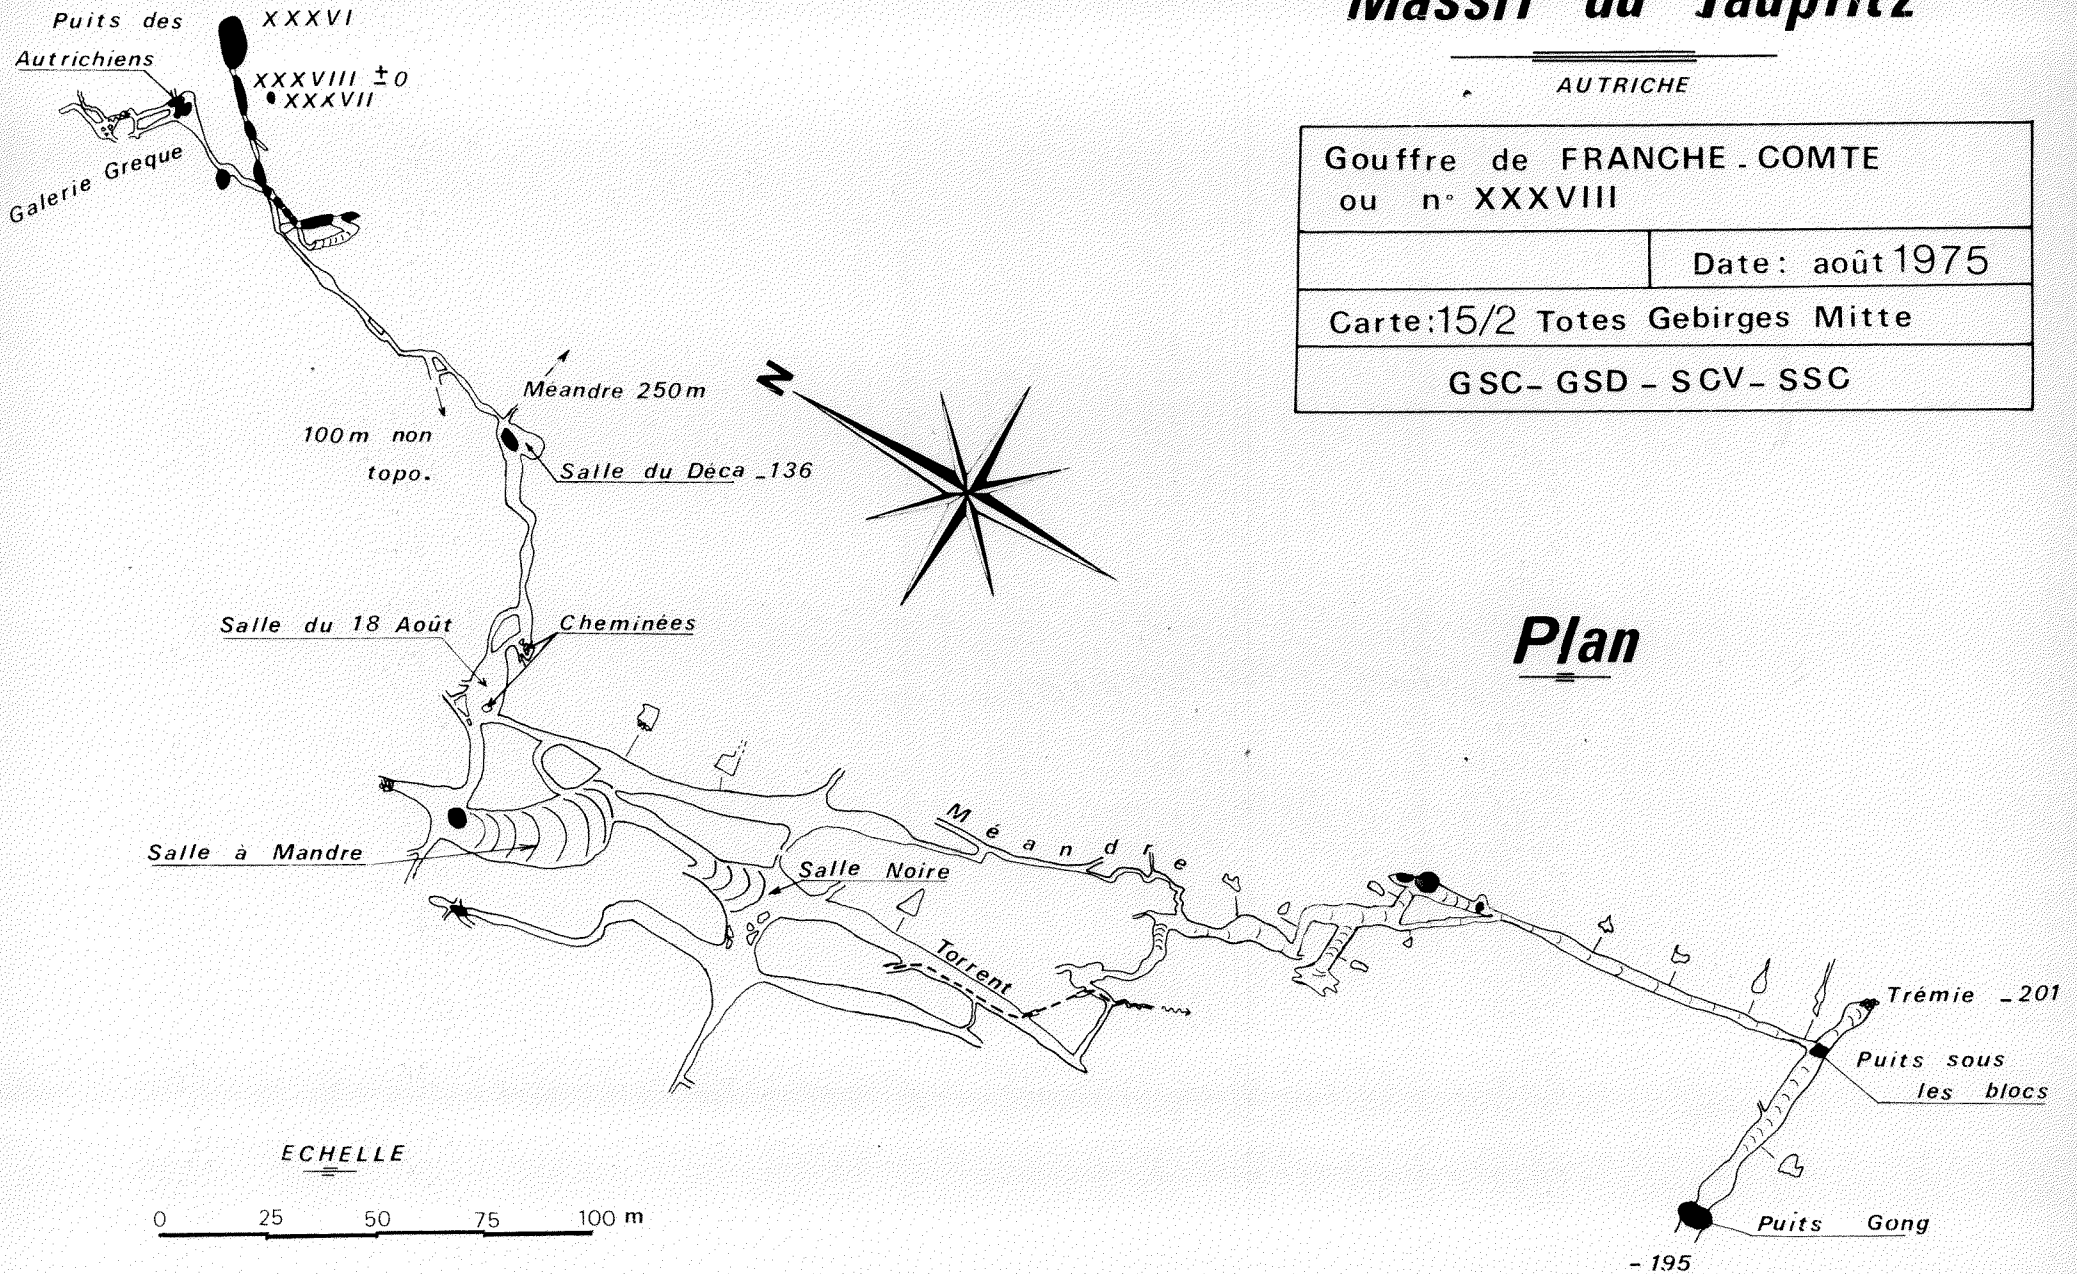 Massif du Tauplitz
AUTRICHE
Gouffre de FRANCHE-COMTE
ou n° XXXVIII
Date: août 1975
Carte: 15/2 Totes Gebirges Mitte
GSC - GSD - SCV - SSC
Puits des
Autrichiens
XXXVI
XXXVIII ±0
XXXVII
Galerie Greque
Méandre 250m
100m non
topo.
Salle du Déca -136
N
Salle du 18 Août
Cheminées
Plan
Méandre
Salle à Mandre
Salle Noire
Torrent
Trémie -201
Puits sous
les blocs
Puits Gong
-195
ECHELLE
0 25 50 75 100 m